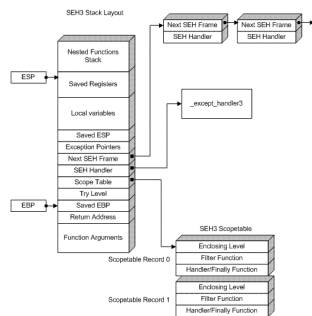 SEH3 Stack Layout
Nested Functions
Stack
ESP
Saved Registers
Local variables
Saved ESP
Exception Pointers
Next SEH Frame
SEH Handler
Scope Table
Try Level
EBP
Saved EBP
Return Address
Function Arguments
Next SEH Frame
SEH Handler
Next SEH Frame
SEH Handler
_except_handler3
SEH3 Scopetable
Scopetable Record 0
Enclosing Level
Filter Function
Handler/Finally Function
Scopetable Record 1
Enclosing Level
Filter Function
Handler/Finally Function